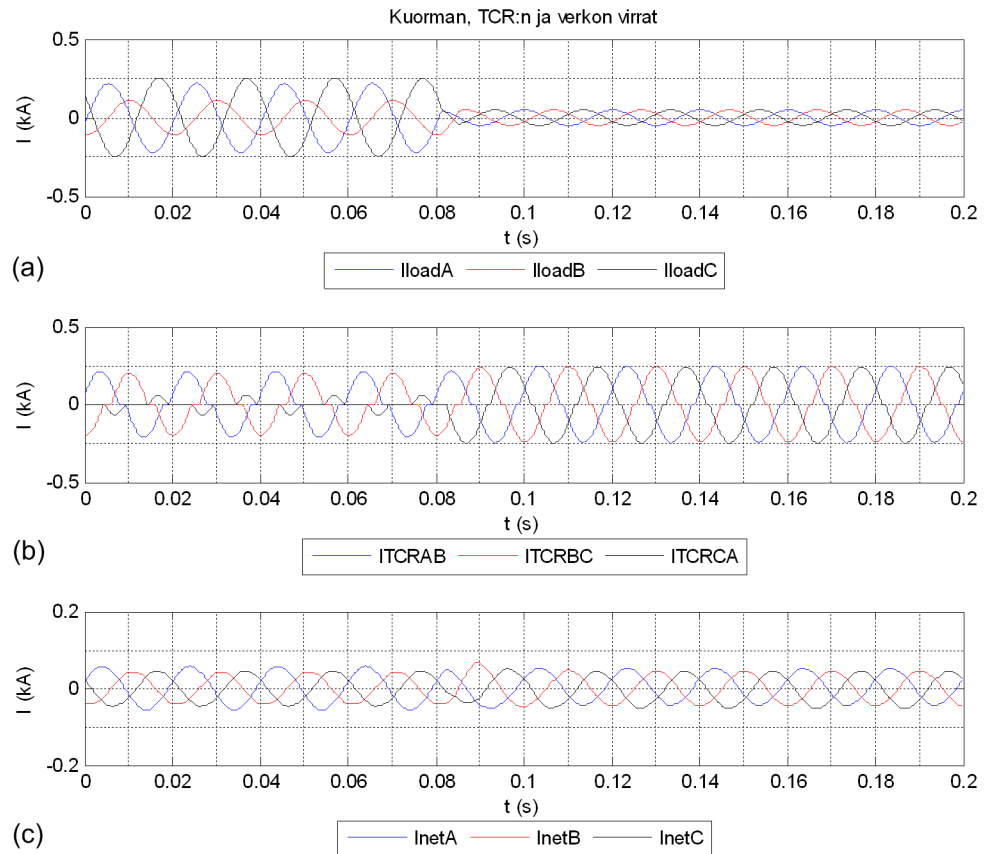 Kuorman, TCR:n ja verkon virrat
0.5
0
-0.5
I (kA)
0 0.02 0.04 0.06 0.08 0.1 0.12 0.14 0.16 0.18 0.2
t (s)
(a)
IloadA IloadB IloadC
0.5
0
-0.5
I (kA)
0 0.02 0.04 0.06 0.08 0.1 0.12 0.14 0.16 0.18 0.2
t (s)
(b)
ITCRAB ITCRBC ITCRCA
0.2
0
-0.2
I (kA)
0 0.02 0.04 0.06 0.08 0.1 0.12 0.14 0.16 0.18 0.2
t (s)
(c)
InetA InetB InetC